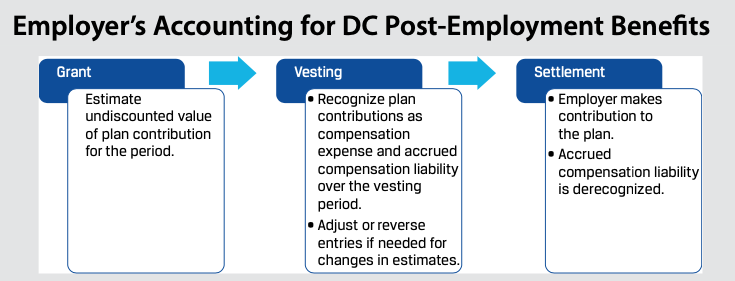 Employer's Accounting for DC Post-Employment Benefits
Grant
Estimate
undiscounted value
of plan contribution
for the period.
Vesting
• Recognize plan
contributions as
compensation
expense and accrued
compensation liability
over the vesting
period.
• Adjust or reverse
entries if needed for
changes in estimates.
Settlement
• Employer makes
contribution to
the plan.
• Accrued
compensation liability
is derecognized.